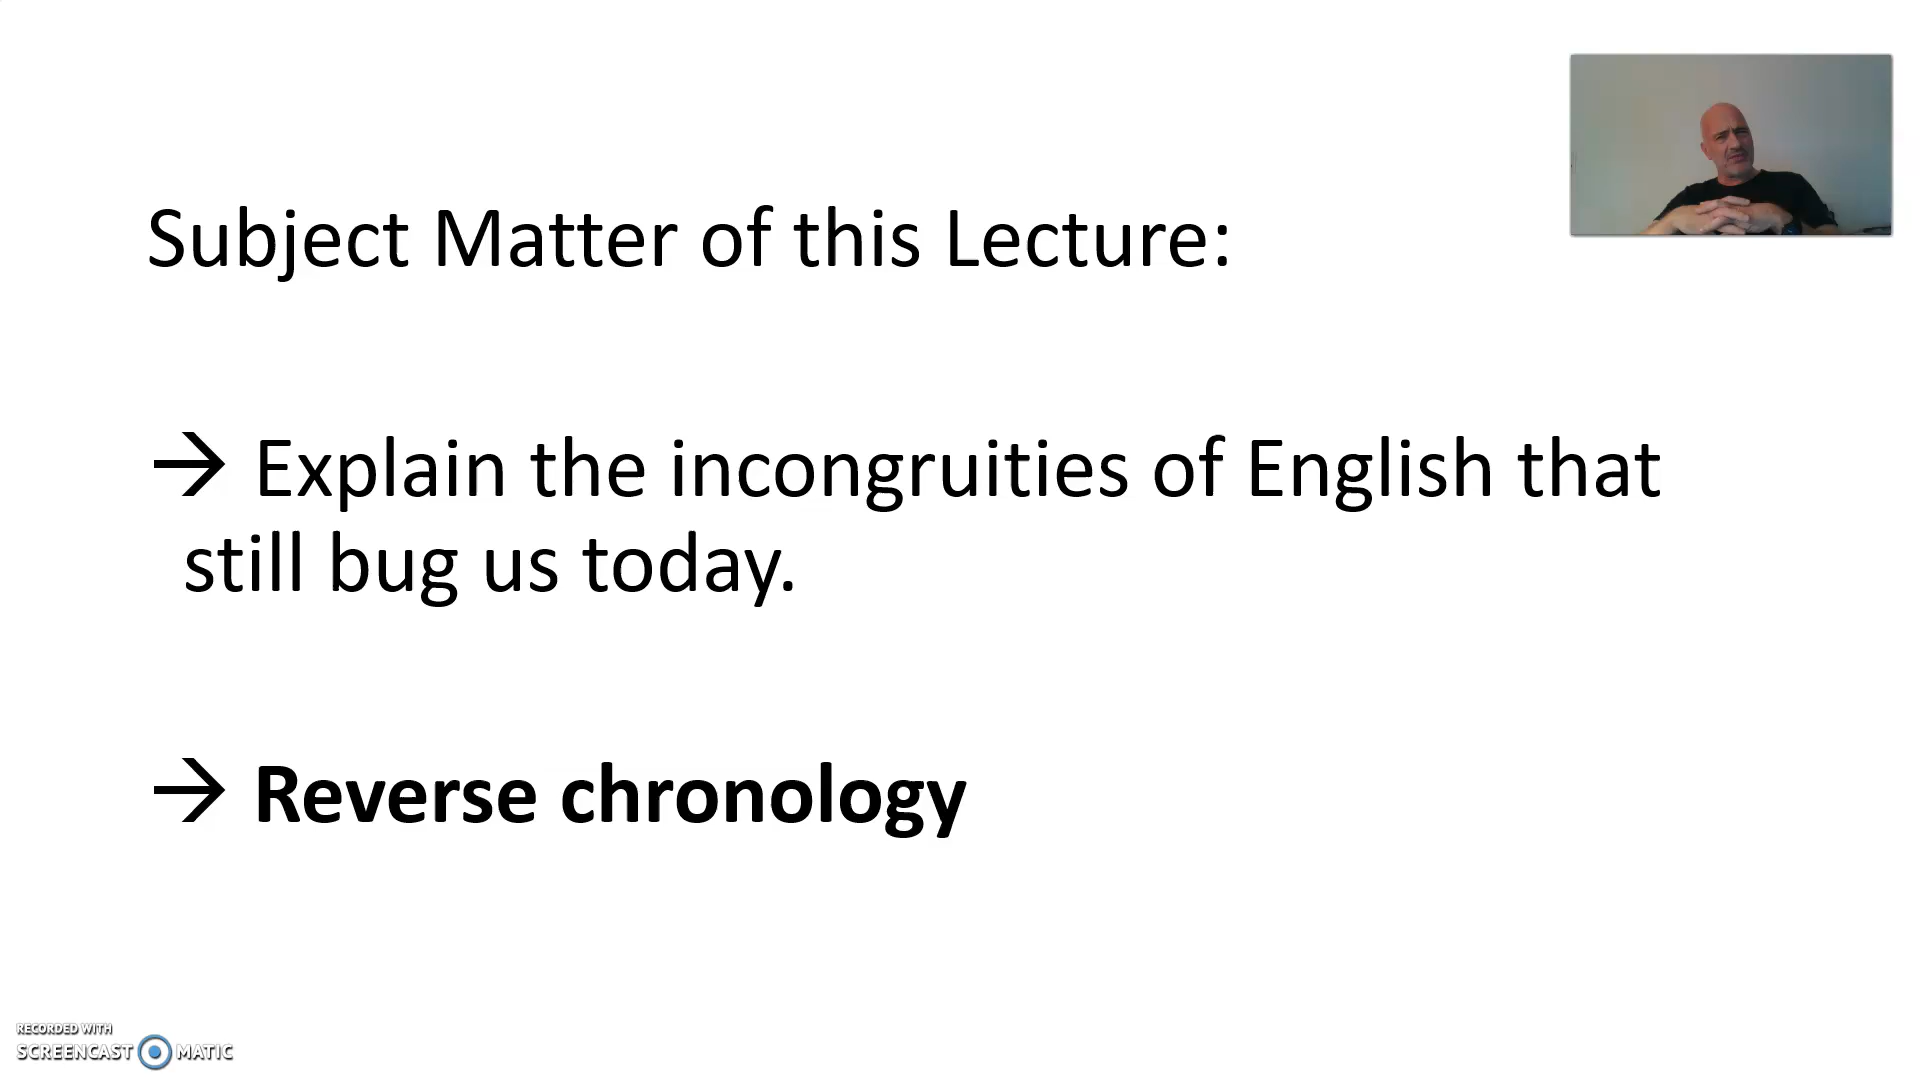 Subject Matter of this Lecture:
→ Explain the incongruities of English that
still bug us today.
→ Reverse chronology
RECORDED WITH
SCREENCAST MATIC